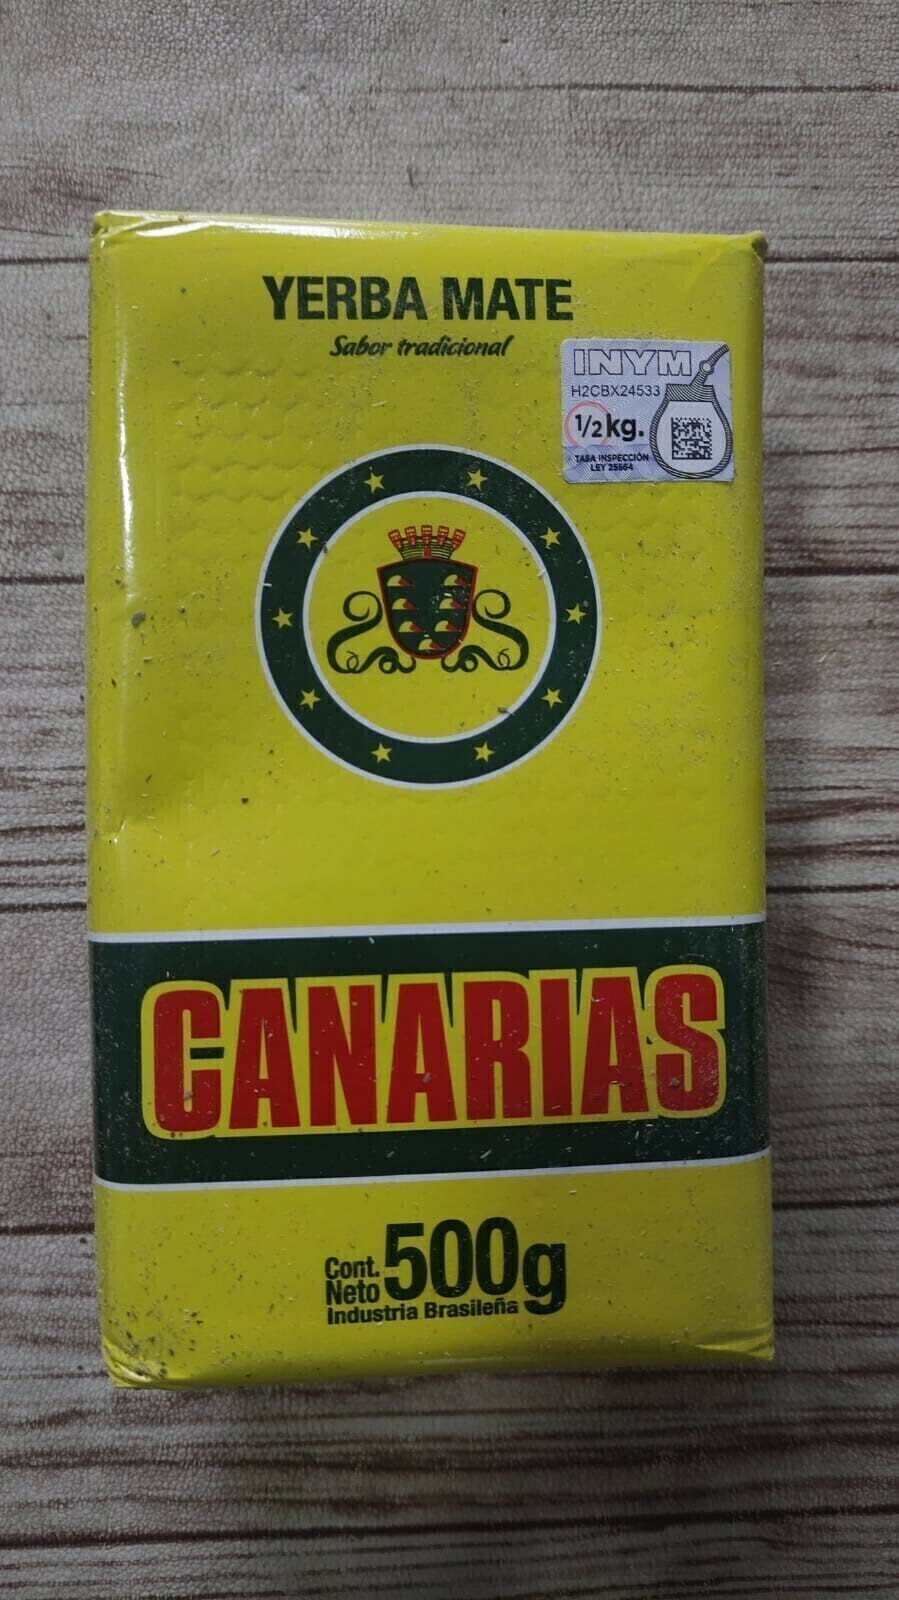 YERBA MATE
Sabor tradicional
INYM
H2CBX24533
1/2 kg.
TASA INSPECCIÓN
LEY 25564
CANARIAS
Cont. Neto 500g
Industria Brasileña